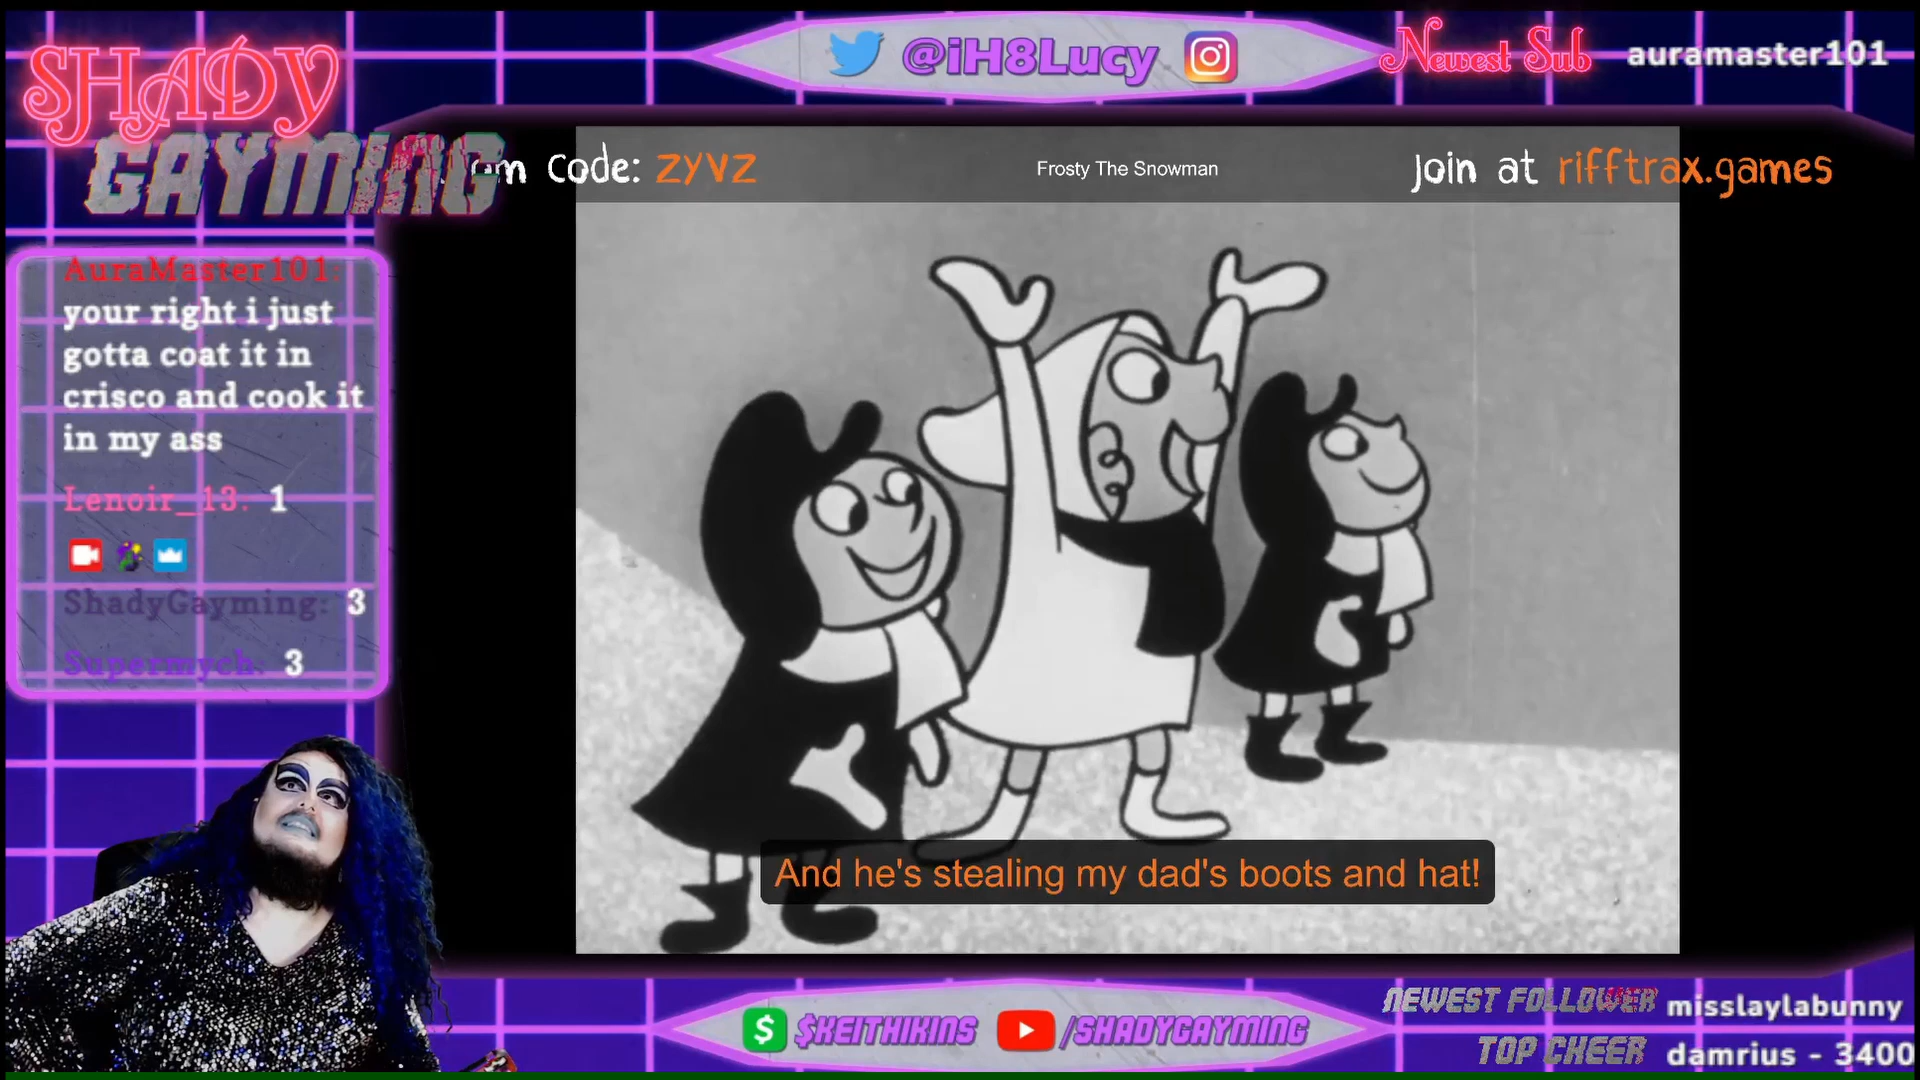 SHADY
GAYMING
@iH8Lucy
Newest Sub
auramaster101
Code: ZYVZ
Frosty The Snowman
Join at rifftrax.games
AuraMaster101:
your right i just
gotta coat it in
crisco and cook it
in my ass
Lenoir_13: 1
ShadyGayming: 3
Supermych: 3
And he's stealing my dad's boots and hat!
$KEITHIKINS
/SHADYGAYMING
NEWEST FOLLOWER
misslaylabunny
TOP CHEER
damrius - 3400